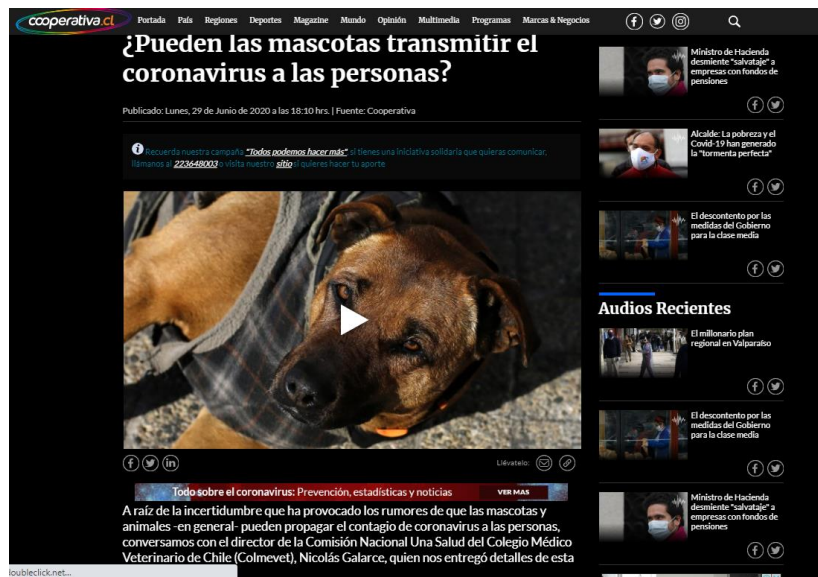 cooperativa.cl
Portada País Regiones Deportes Magazine Mundo Opinión Multimedia Programas Marcas & Negocios
¿Pueden las mascotas transmitir el
coronavirus a las personas?
Publicado: Lunes, 29 de Junio de 2020 a las 18:10 hrs. | Fuente: Cooperativa
Recuerda nuestra campaña "Todos podemos hacer más" si tienes una iniciativa solidaria que quieras comunicar,
llámanos al 223648003 o visita nuestro sitio si quieres hacer tu aporte
Llévatelo:
Todo sobre el coronavirus: Prevención, estadísticas y noticias VER MAS
A raíz de la incertidumbre que ha provocado los rumores de que las mascotas y
animales -en general- pueden propagar el contagio de coronavirus a las personas,
conversamos con el director de la Comisión Nacional Una Salud del Colegio Médico
Veterinario de Chile (Colmevet), Nicolás Galarce, quien nos entregó detalles de esta
Ministro de Hacienda
desmiente "salvataje" a
empresas con fondos de
pensiones
Alcalde: La pobreza y el
Covid-19 han generado
la "tormenta perfecta"
El descontento por las
medidas del Gobierno
para la clase media
Audios Recientes
El millonario plan
regional en Valparaíso
El descontento por las
medidas del Gobierno
para la clase media
Ministro de Hacienda
desmiente "salvataje" a
empresas con fondos de
pensiones
doubleclick.net...